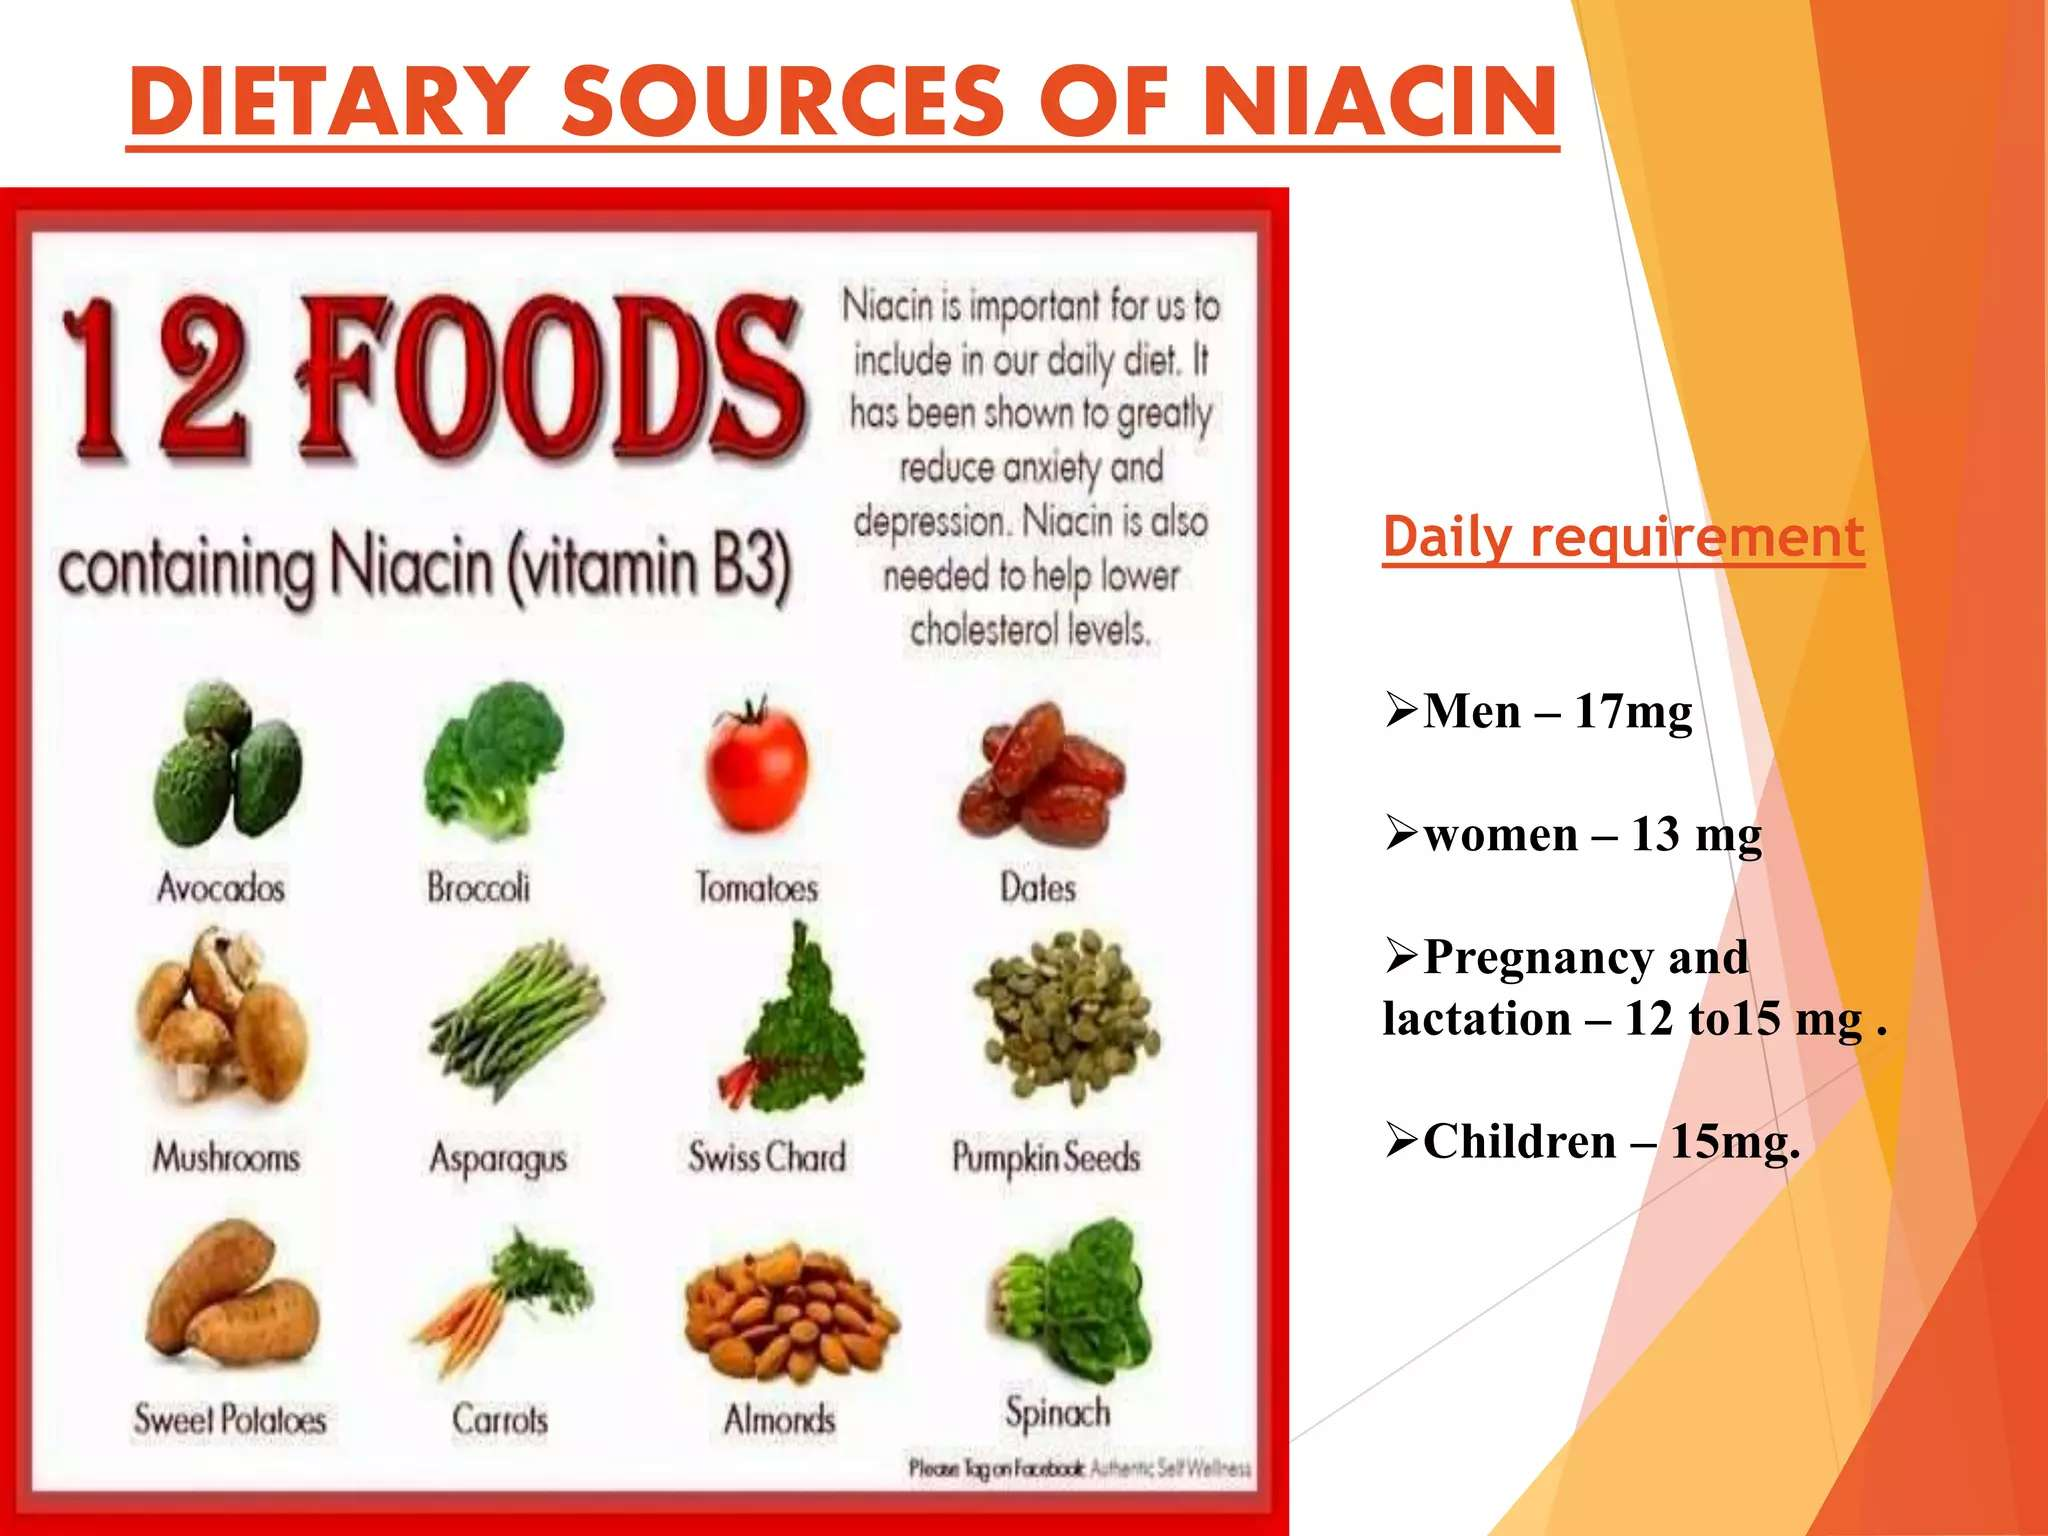 DIETARY SOURCES OF NIACIN
12 FOODS
containing Niacin (vitamin B3)
Niacin is important for us to
include in our daily diet. It
has been shown to greatly
reduce anxiety and
depression. Niacin is also
needed to help lower
cholesterol levels.
Avocados
Broccoli
Tomatoes
Dates
Mushrooms
Asparagus
Swiss Chard
Pumpkin Seeds
Sweet Potatoes
Carrots
Almonds
Spinach
Please Tag on Facebook: Authentic Self Wellness
Daily requirement
➢Men – 17mg
➢women – 13 mg
➢Pregnancy and
lactation – 12 to15 mg .
➢Children – 15mg.